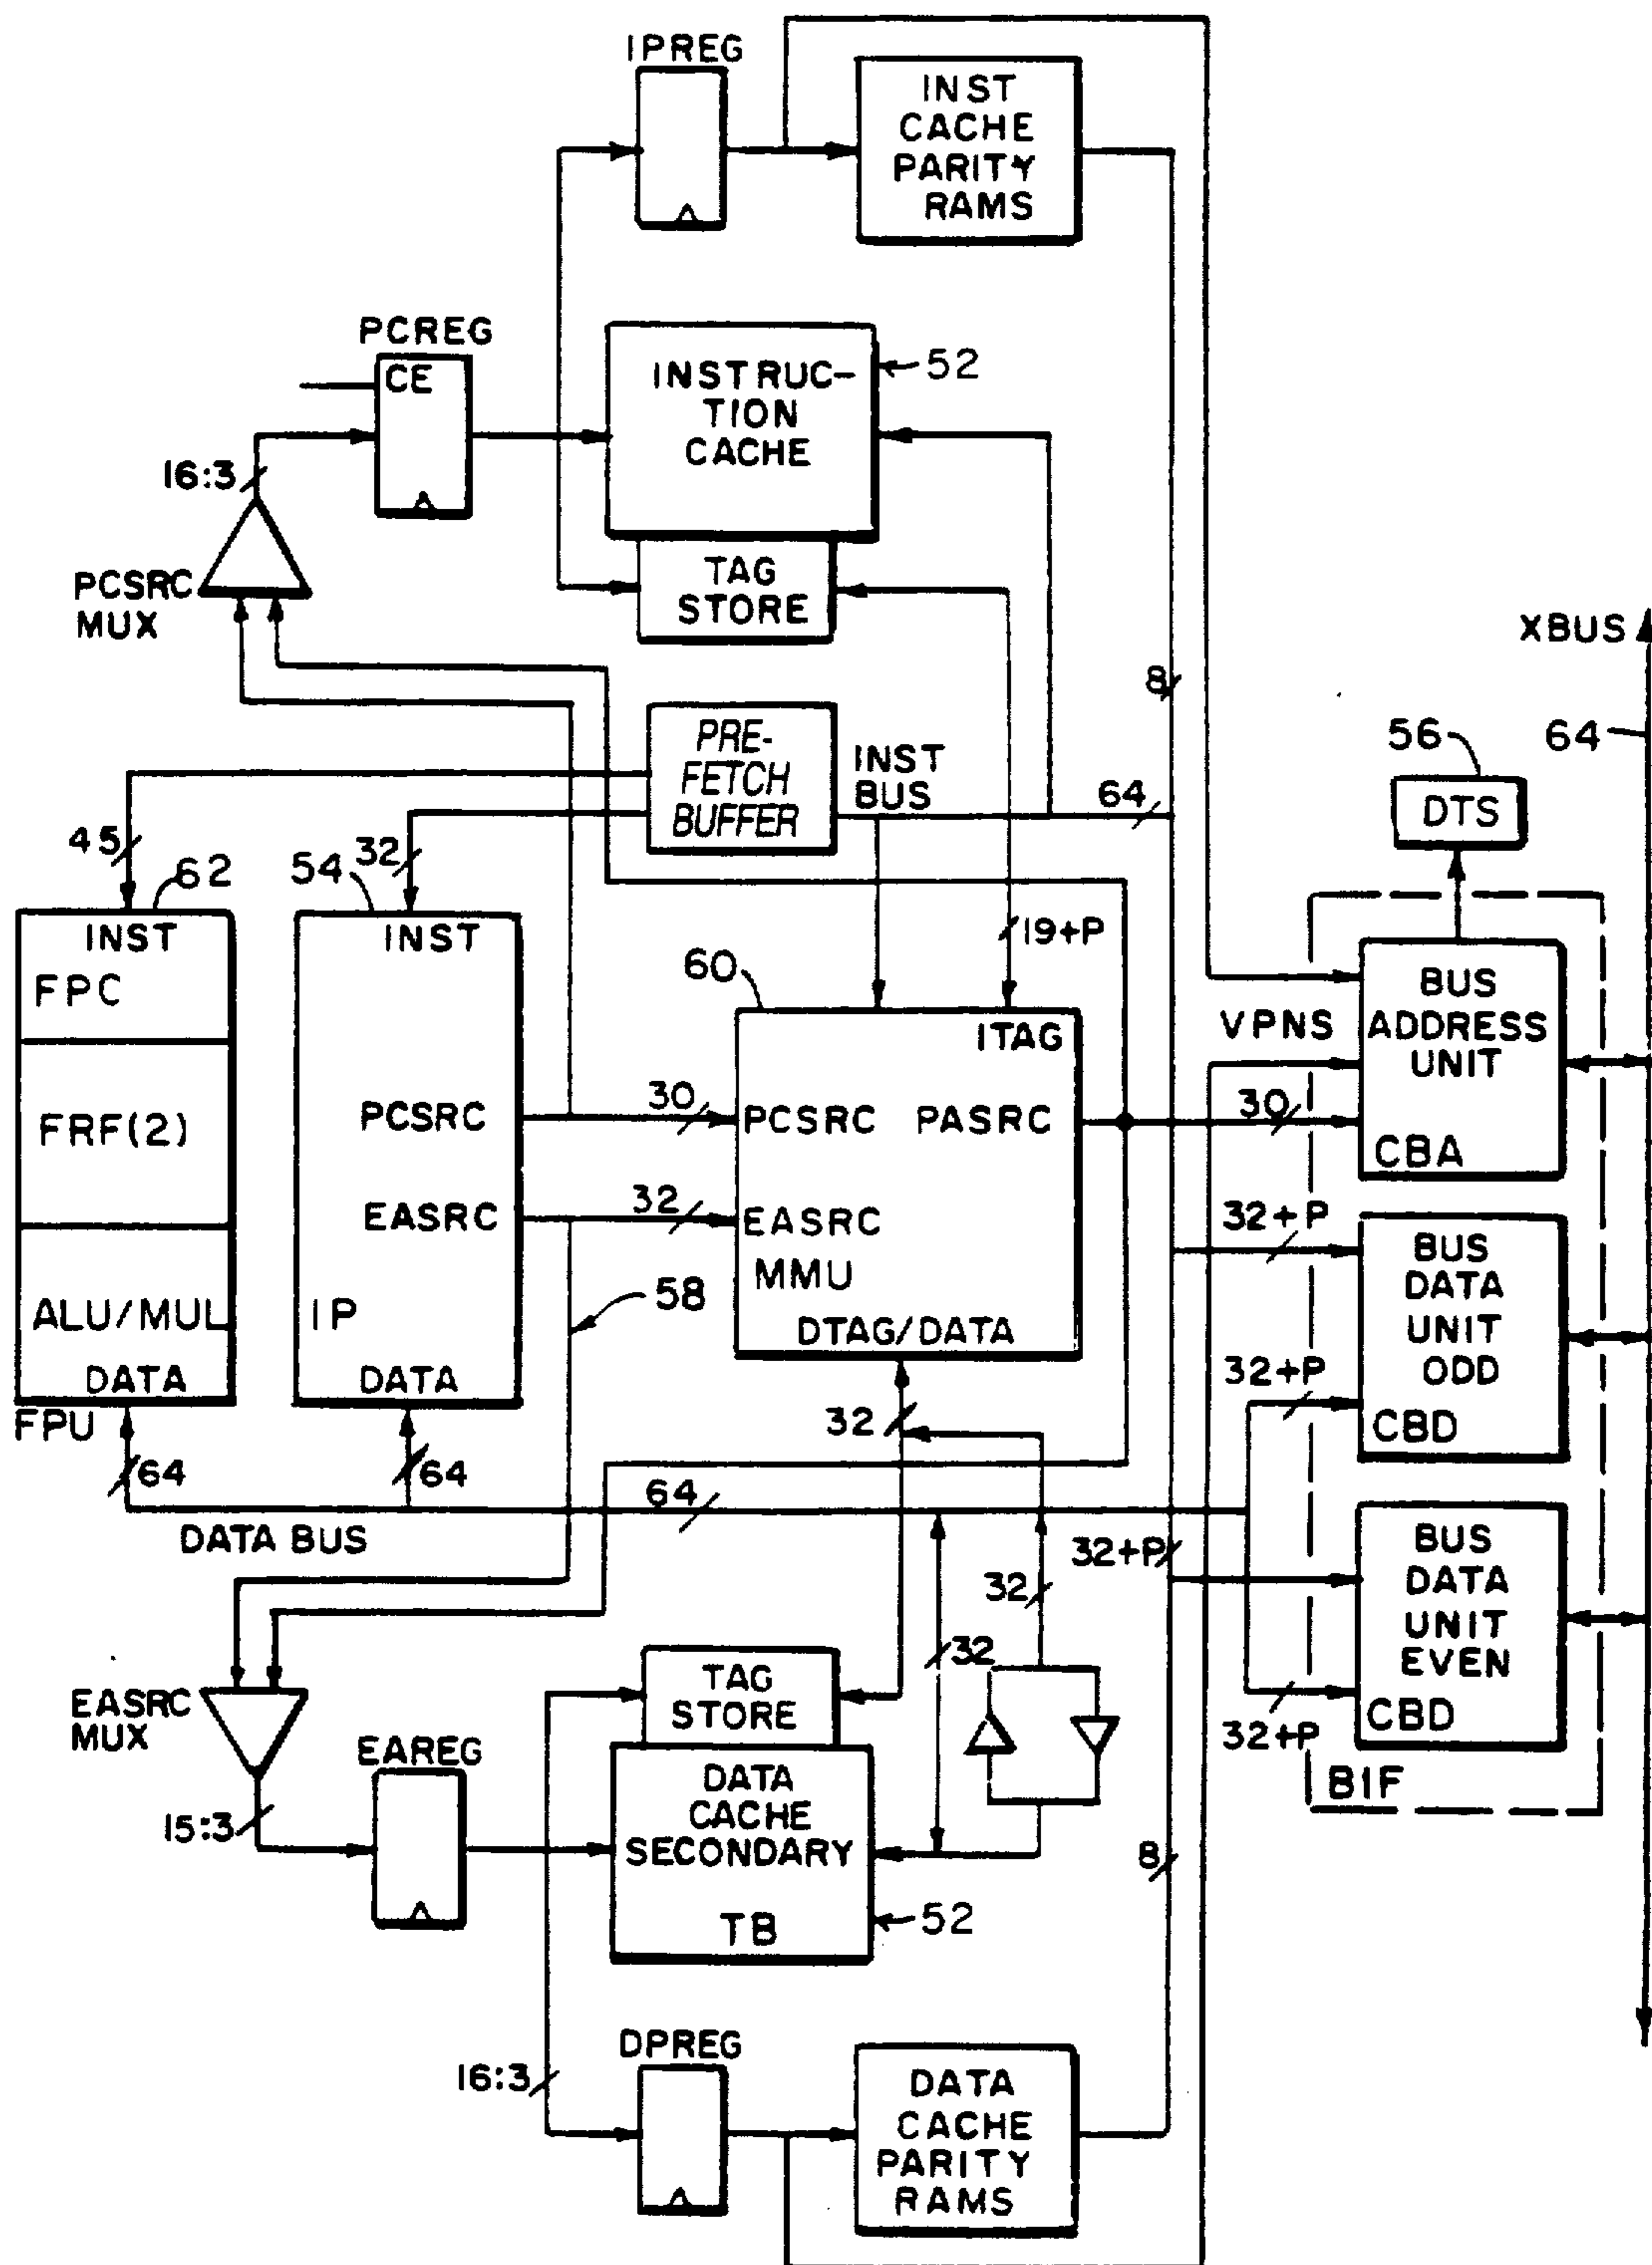 IPREG
INST
CACHE
PARITY
RAMS
PCREG
CE
INSTRUC-
TION
CACHE
52
16:3
PCSRC
MUX
TAG
STORE
XBUS
8
PRE-
FETCH
BUFFER
INST
BUS
64
56
64
DTS
45
32
62
54
INST
FPC
FRF(2)
ALU/MUL
DATA
FPU
INST
PCSRC
EASRC
IP
DATA
60
19+P
ITAG
30
PCSRC
PASRC
32
EASRC
MMU
58
DTAG/DATA
VPNS
BUS
ADDRESS
UNIT
30
CBA
32+P
BUS
DATA
UNIT
ODD
32+P
CBD
32
64
64
64
DATA BUS
32+P
BUS
DATA
UNIT
EVEN
32
32
CBD
32+P
BIF
EASRC
MUX
TAG
STORE
EAREG
DATA
CACHE
SECONDARY
TB
15:3
8
52
DPREG
16:3
DATA
CACHE
PARITY
RAMS